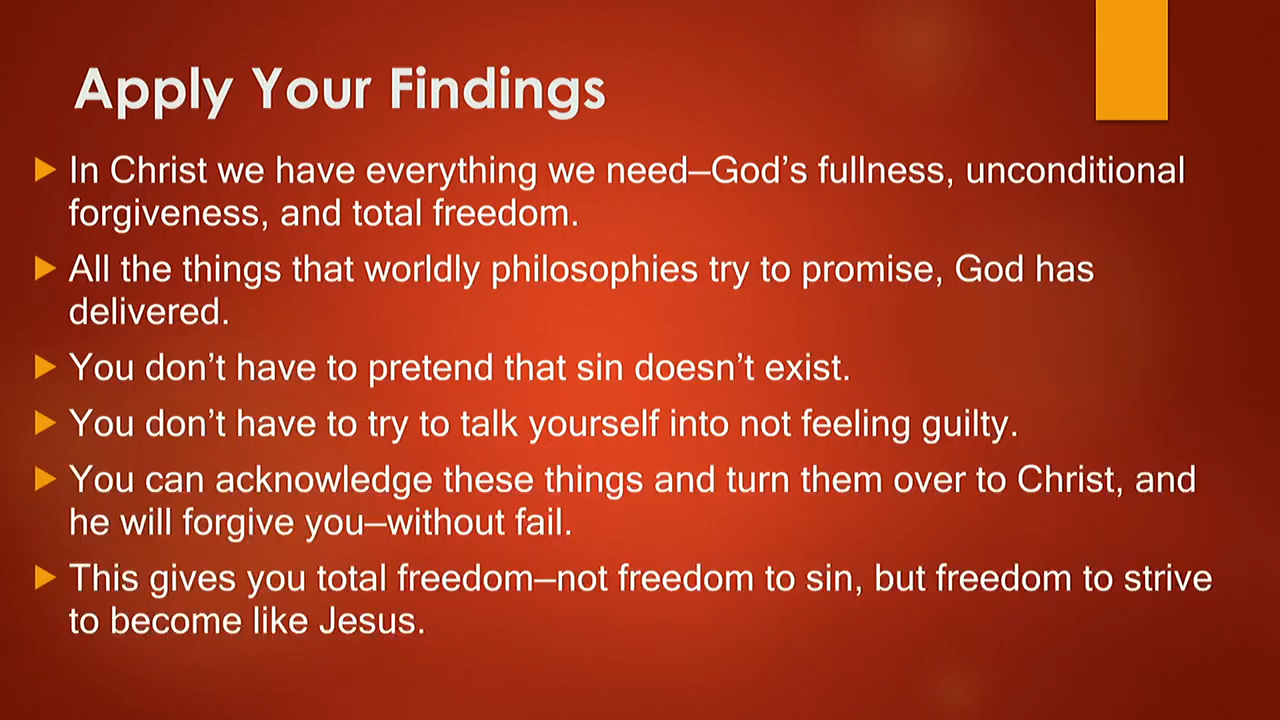 Apply Your Findings
In Christ we have everything we need–God’s fullness, unconditional
forgiveness, and total freedom.
All the things that worldly philosophies try to promise, God has
delivered.
You don’t have to pretend that sin doesn’t exist.
You don’t have to try to talk yourself into not feeling guilty.
You can acknowledge these things and turn them over to Christ, and
he will forgive you–without fail.
This gives you total freedom–not freedom to sin, but freedom to strive
to become like Jesus.